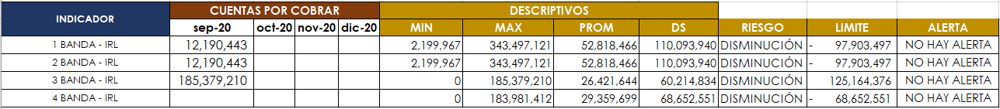 INDICADOR CUENTAS POR COBRAR DESCRIPTIVOS
sep-20 oct-20 nov-20 dic-20 MIN MAX PROM DS RIESGO LIMITE ALERTA
1 BANDA - IRL 12,190,443 2,199,967 343,497,121 52,818,466 110,093,940 DISMINUCIÓN - 97,903,497 NO HAY ALERTA
2 BANDA - IRL 12,190,443 2,199,967 343,497,121 52,818,466 110,093,940 DISMINUCIÓN - 97,903,497 NO HAY ALERTA
3 BANDA - IRL 185,379,210 0 185,379,210 26,421,644 60,214,834 DISMINUCIÓN 125,164,376 NO HAY ALERTA
4 BANDA - IRL 0 183,981,412 29,359,699 68,652,551 DISMINUCIÓN - 68,652,551 NO HAY ALERTA